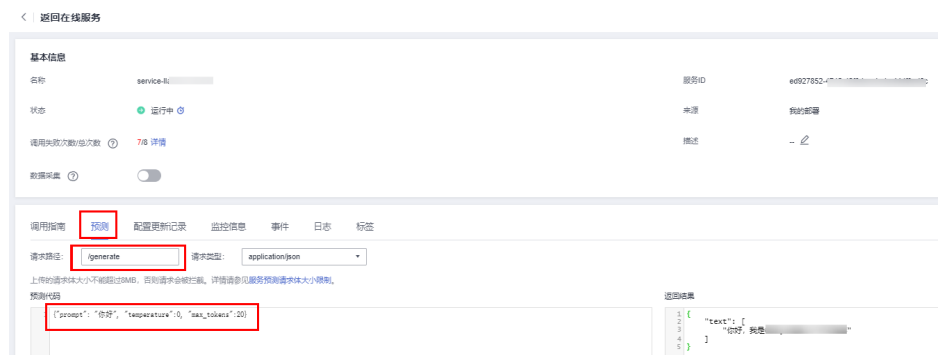 返回在线服务
基本信息
名称 service-lla 服务ID ed927852-
状态 运行中 来源 我的部署
调用失败次数/总次数 ? 7/8 详情 描述 --
数据采集 ?
调用指南 预测 配置更新记录 监控信息 事件 日志 标签
请求路径: /generate 请求类型: application/json
上传的请求体大小不能超过8MB，否则请求会被拦截。详情请参见服务预测请求体大小限制。
预测代码 返回结果
{"prompt": "你好", "temperature":0, "max_tokens":20}
1 {
2 "text": [
3 "你好，我是 "
4 ]
5 }